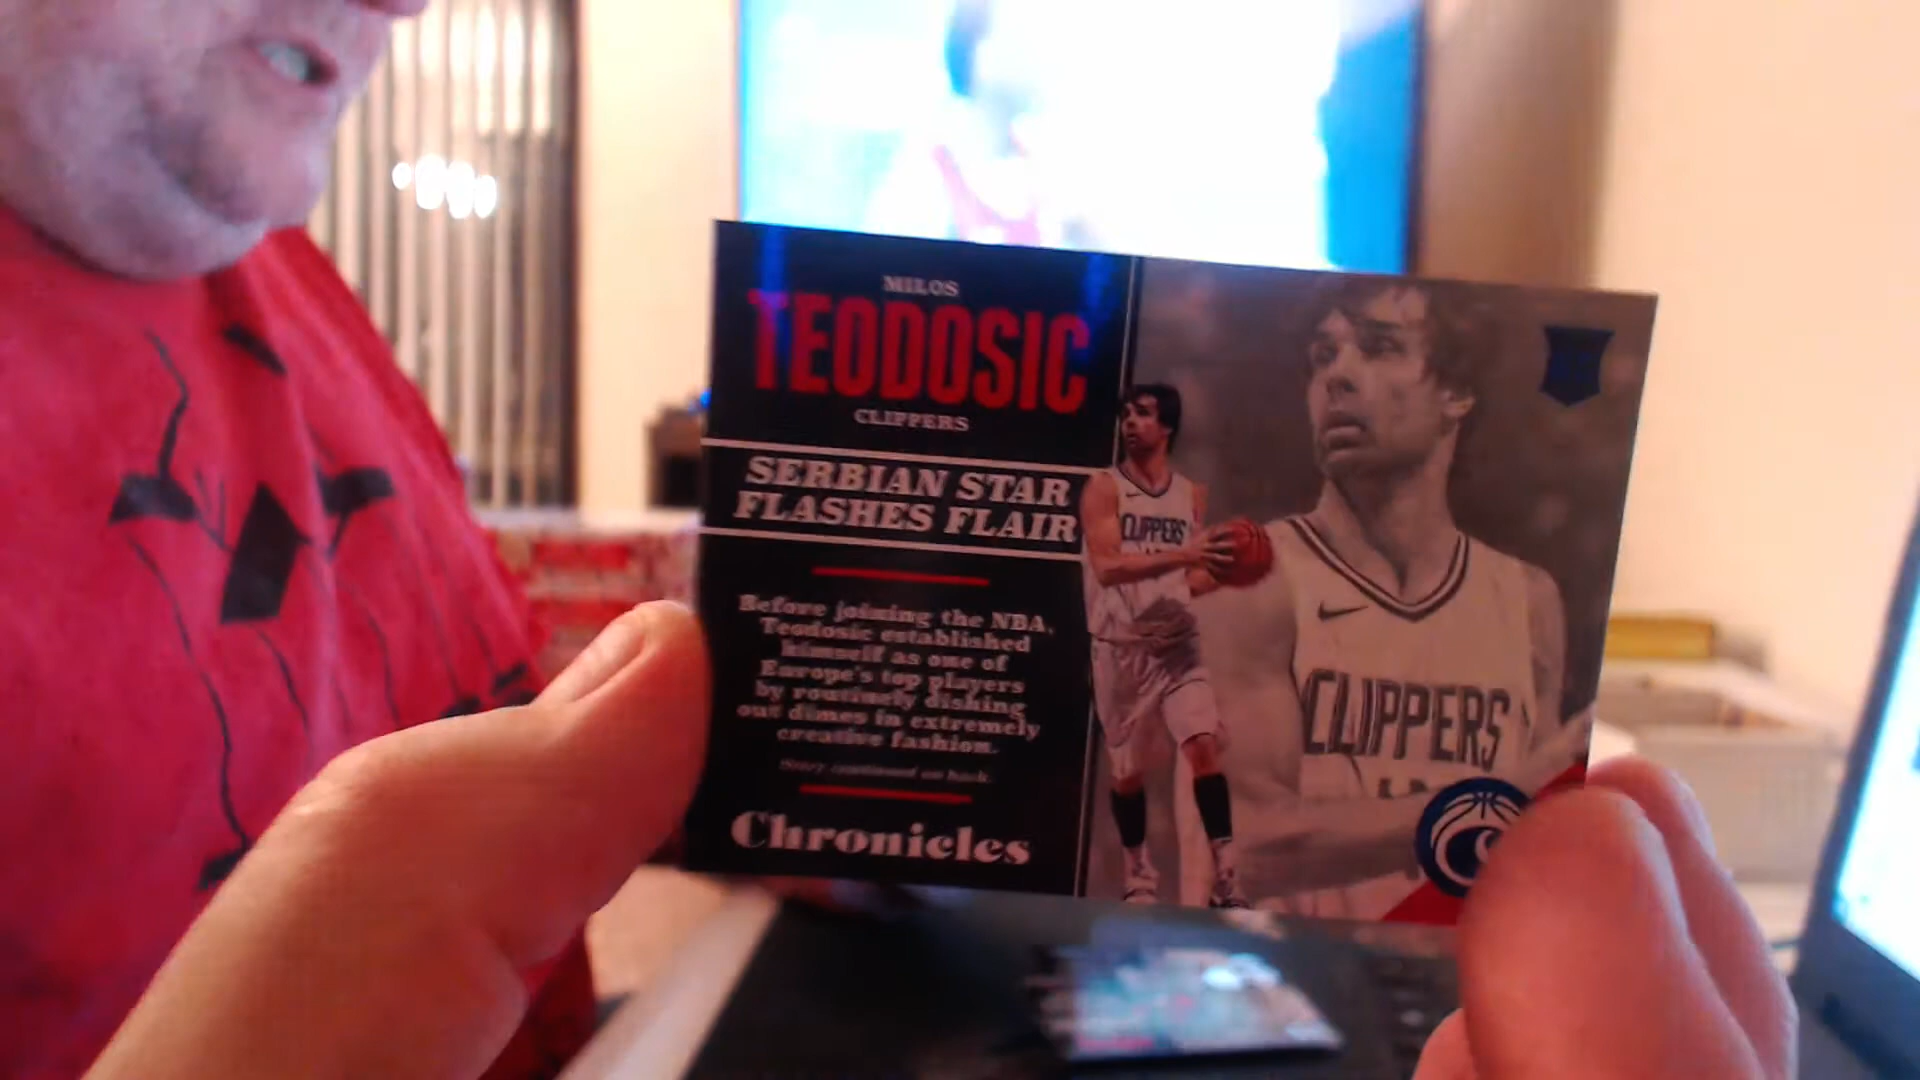 MILOS
TEODOSIC
CLIPPERS
SERBIAN STAR
FLASHES FLAIR
Before joining the NBA,
Teodosic established
himself as one of
Europe's top players
by routinely dishing
out dimes in extremely
creative fashion.
Story continued on back.
Chronicles
CLIPPERS
CLIPPERS